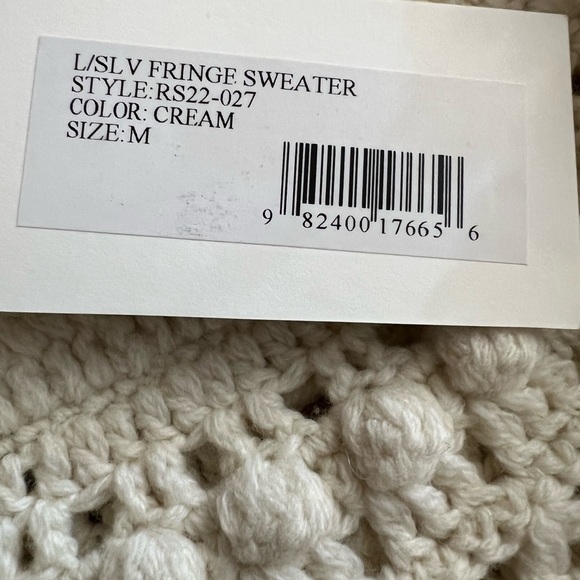 L/SLV FRINGE SWEATER
STYLE:RS22-027
COLOR: CREAM
SIZE:M
9 82400 17665 6